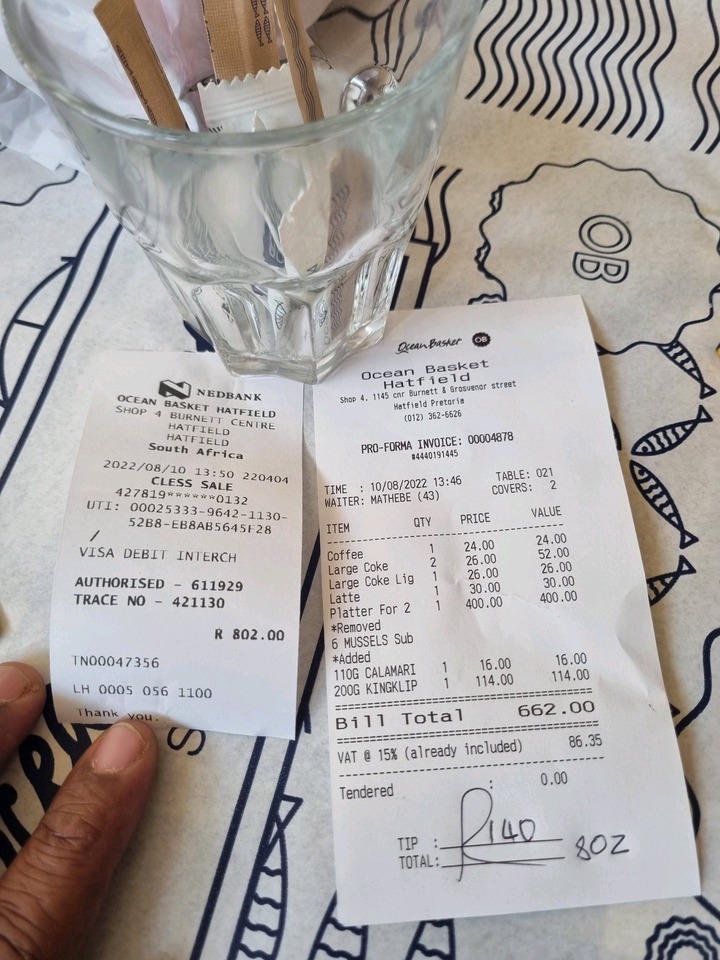 OB
NEDBANK
OCEAN BASKET HATFIELD
SHOP 4 BURNETT CENTRE
HATFIELD
HATFIELD
South Africa
2022/08/10 13:50 220404
CLESS SALE
427819******0132
UTI: 00025333-9642-1130-
52B8-EB8AB5645F28
/
VISA DEBIT INTERCH
AUTHORISED - 611929
TRACE NO - 421130
R 802.00
TN00047356
LH 0005 056 1100
Thank you.
Ocean Basket OB
Ocean Basket
Hatfield
Shop 4, 1145 cnr Burnett & Grosvenor street
Hatfield Pretoria
(012) 362-6626
PRO-FORMA INVOICE: 00004878
#4440191445
TIME : 10/08/2022 13:46 TABLE: 021
WAITER: MATHEBE (43) COVERS: 2
ITEM QTY PRICE VALUE
Coffee 1 24.00 24.00
Large Coke 2 26.00 52.00
Large Coke Lig 1 26.00 26.00
Latte 1 30.00 30.00
Platter For 2 1 400.00 400.00
*Removed
6 MUSSELS Sub
*Added
110G CALAMARI 1 16.00 16.00
200G KINGKLIP 1 114.00 114.00
Bill Total 662.00
VAT @ 15% (already included) 86.35
Tendered : 0.00
TIP : R140
TOTAL: 802